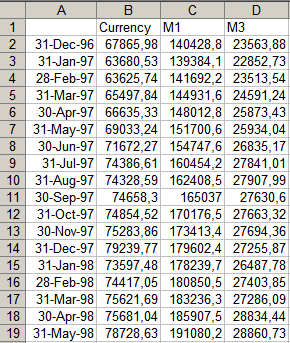 A B C D
1 Currency M1 M3
2 31-Dec-96 67865,98 140428,8 23563,88
3 31-Jan-97 63680,53 139384,1 22852,73
4 28-Feb-97 63625,74 141692,2 23513,54
5 31-Mar-97 65497,84 144931,6 24591,24
6 30-Apr-97 66635,33 148012,8 25873,43
7 31-May-97 69033,24 151700,6 25934,04
8 30-Jun-97 71672,27 154747,6 26835,17
9 31-Jul-97 74386,61 160454,2 27841,01
10 31-Aug-97 74328,59 162408,5 27907,99
11 30-Sep-97 74658,3 165037 27630,6
12 31-Oct-97 74854,52 170176,5 27663,32
13 30-Nov-97 75283,86 173413,4 27694,36
14 31-Dec-97 79239,77 179602,4 27255,87
15 31-Jan-98 73597,48 178239,7 26487,78
16 28-Feb-98 74417,05 180850,5 27403,85
17 31-Mar-98 75621,69 183236,3 27286,09
18 30-Apr-98 75681,04 185907,5 28834,44
19 31-May-98 78728,63 191080,2 28860,73